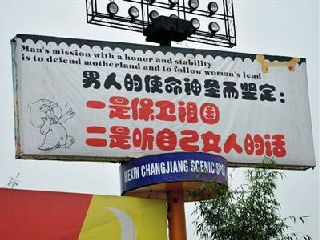 Man's mission with a honor and stability
is to defend motherland and to follow woman's lead
男人的使命神圣而坚定：
一是保卫祖国
二是听自己女人的话
CHANGJIANG SCENIC